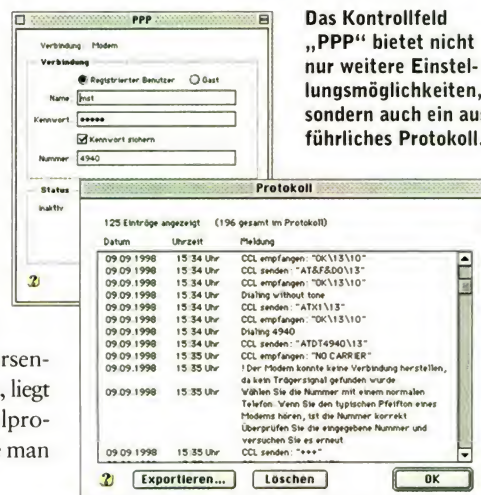 PPP
Verbindung: Modem
Verbindung
Registrierter Benutzer Gast
Name: mst
Kennwort:
Kennwort sichern
Nummer: 4940
Status
Inaktiv
Das Kontrollfeld
„PPP“ bietet nicht
nur weitere Einstel-
lungsmöglichkeiten,
sondern auch ein aus
führliches Protokoll.
Protokoll
125 Einträge angezeigt (196 gesamt im Protokoll)
Datum Uhrzeit Meldung
09.09.1998 15:34 Uhr CCL empfangen: "OK\13\10"
09.09.1998 15:34 Uhr CCL senden: "AT&F&D0\13"
09.09.1998 15:34 Uhr CCL empfangen: "OK\13\10"
09.09.1998 15:34 Uhr Dialing without tone
09.09.1998 15:34 Uhr CCL senden: "ATX1\13"
09.09.1998 15:34 Uhr CCL empfangen: "OK\13\10"
09.09.1998 15:34 Uhr Dialing 4940
09.09.1998 15:34 Uhr CCL senden: "ATDT4940\13"
09.09.1998 15:35 Uhr CCL empfangen: "NO CARRIER"
09.09.1998 15:35 Uhr ! Der Modem konnte keine Verbindung herstellen,
da kein Trägersignal gefunden wurde
09.09.1998 15:35 Uhr Wählen Sie die Nummer mit einem normalen
Telefon. Wenn Sie den typischen Pfeifton eines
Modems hören, ist die Nummer korrekt
Überprüfen Sie die eingegebene Nummer und
versuchen Sie es erneut.
09.09.1998 15:35 Uhr CCL senden: "+++"
Exportieren... Löschen OK
rsen-
, liegt
lpro-
man